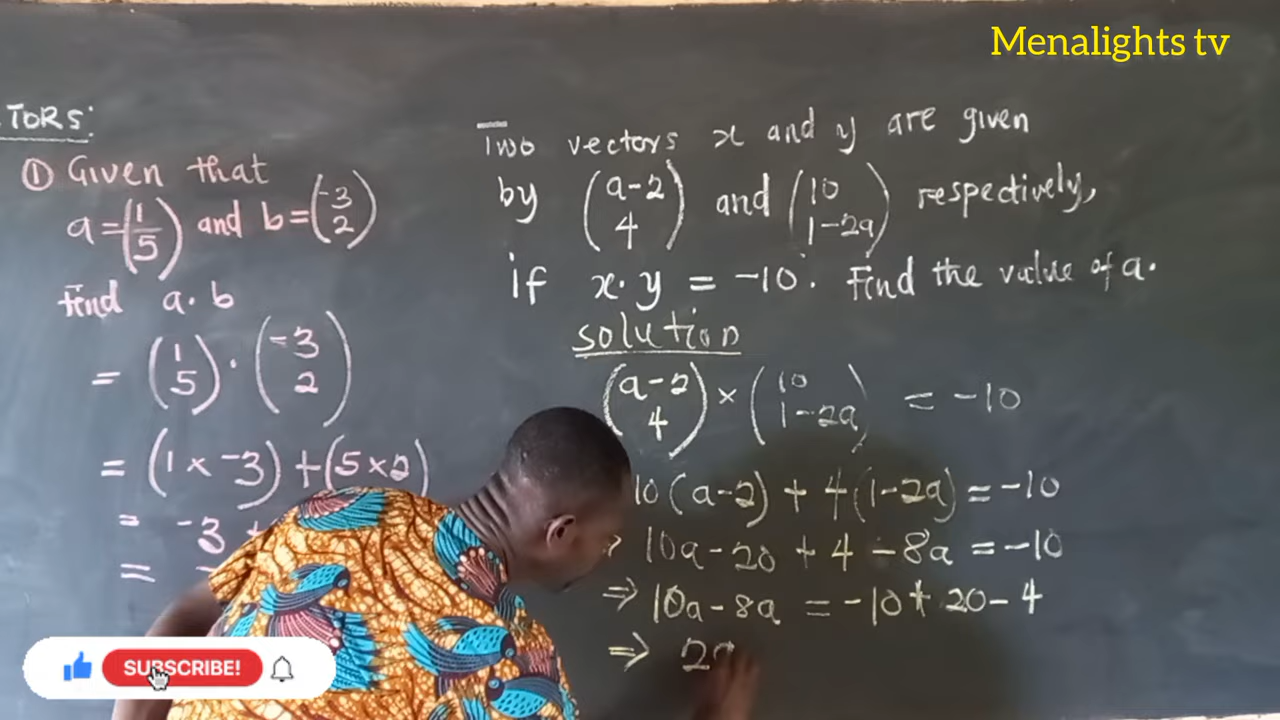 Menalights tv
TORS:
① Given that
a = (1 5) and b = (-3 2)
Find a · b
= (1 5) · (-3 2)
= (1 x -3) + (5 x 2)
= -3 +
=
Two vectors x and y are given
by (a-2 4) and (10 1-2a) respectively,
if x · y = -10. Find the value of a.
solution
(a-2 4) × (10 1-2a) = -10
10(a-2) + 4(1-2a) = -10
10a - 20 + 4 - 8a = -10
⇒ 10a - 8a = -10 + 20 - 4
⇒ 2a
SUBSCRIBE!